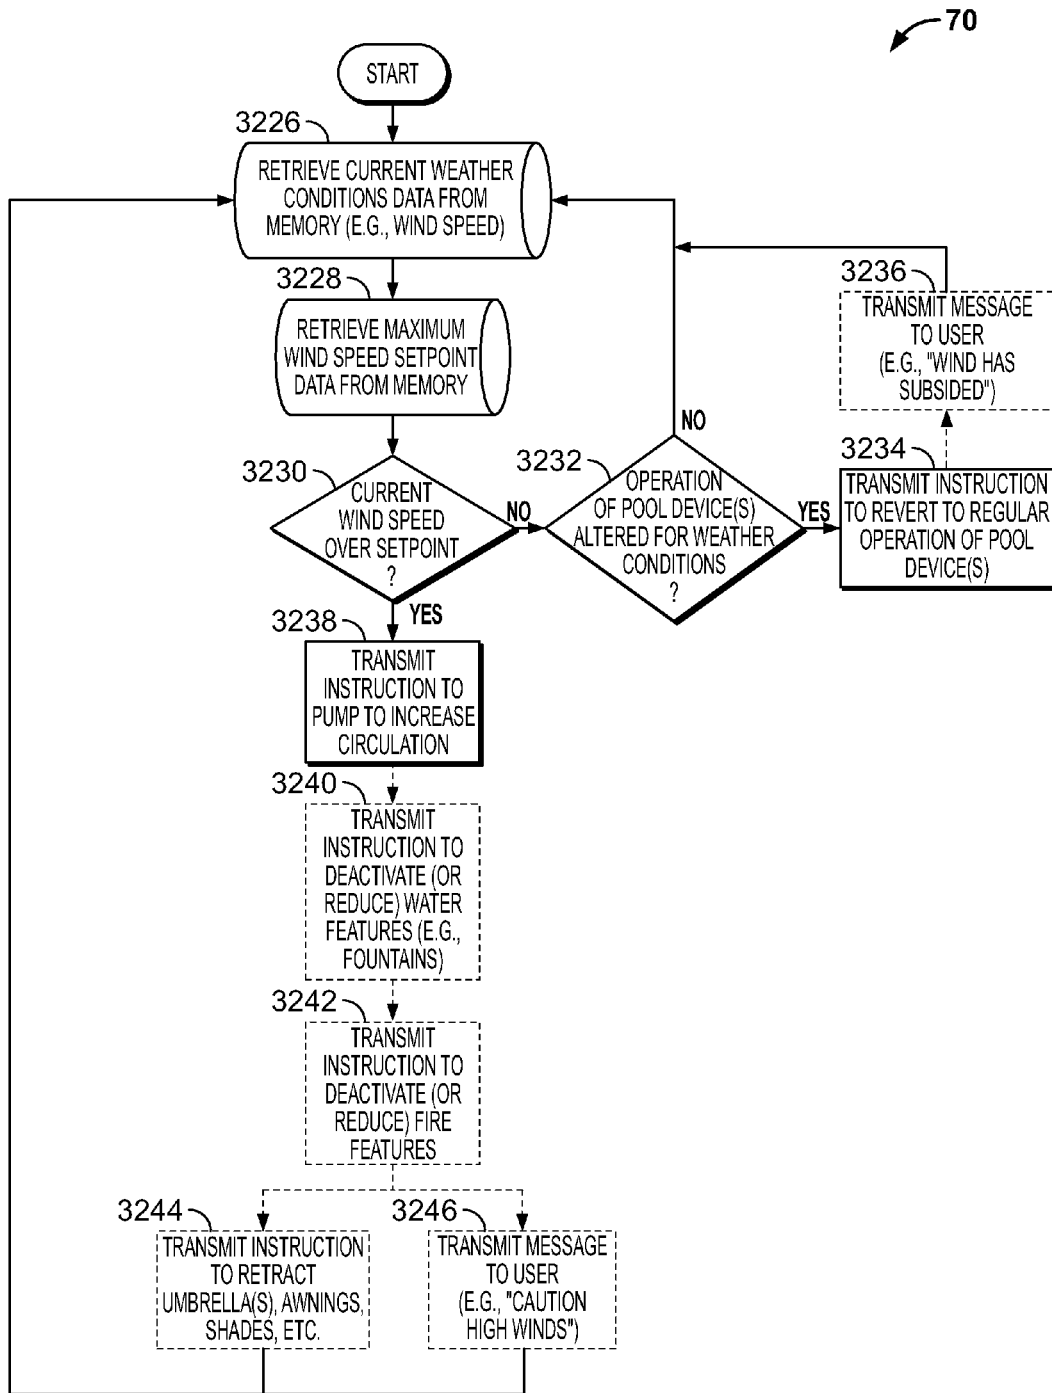 70
START
3226
RETRIEVE CURRENT WEATHER
CONDITIONS DATA FROM
MEMORY (E.G., WIND SPEED)
3228
RETRIEVE MAXIMUM
WIND SPEED SETPOINT
DATA FROM MEMORY
3230
CURRENT
WIND SPEED
OVER SETPOINT
?
NO
YES
3232
OPERATION
OF POOL DEVICE(S)
ALTERED FOR WEATHER
CONDITIONS
?
NO
YES
3236
TRANSMIT MESSAGE
TO USER
(E.G., "WIND HAS
SUBSIDED")
3234
TRANSMIT INSTRUCTION
TO REVERT TO REGULAR
OPERATION OF POOL
DEVICE(S)
3238
TRANSMIT
INSTRUCTION TO
PUMP TO INCREASE
CIRCULATION
3240
TRANSMIT
INSTRUCTION TO
DEACTIVATE (OR
REDUCE) WATER
FEATURES (E.G.,
FOUNTAINS)
3242
TRANSMIT
INSTRUCTION TO
DEACTIVATE (OR
REDUCE) FIRE
FEATURES
3244
TRANSMIT INSTRUCTION
TO RETRACT
UMBRELLA(S), AWNINGS,
SHADES, ETC.
3246
TRANSMIT MESSAGE
TO USER
(E.G., "CAUTION
HIGH WINDS")